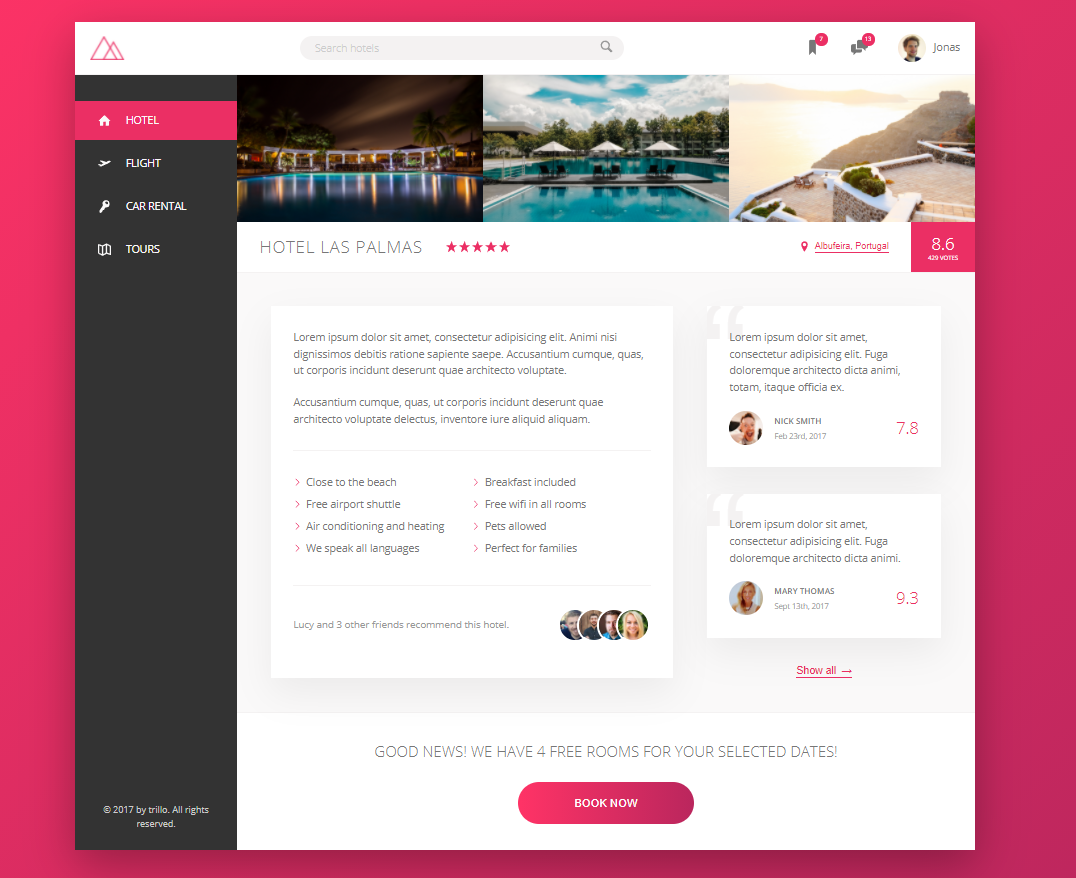 Search hotels
7
13
Jonas
HOTEL
FLIGHT
CAR RENTAL
TOURS
© 2017 by trillo. All rights
reserved.
HOTEL LAS PALMAS
Albufeira, Portugal
8.6
429 VOTES
Lorem ipsum dolor sit amet, consectetur adipisicing elit. Animi nisi
dignissimos debitis ratione sapiente saepe. Accusantium cumque, quas,
ut corporis incidunt deserunt quae architecto voluptate.
Accusantium cumque, quas, ut corporis incidunt deserunt quae
architecto voluptate delectus, inventore iure aliquid aliquam.
Close to the beach
Free airport shuttle
Air conditioning and heating
We speak all languages
Breakfast included
Free wifi in all rooms
Pets allowed
Perfect for families
Lucy and 3 other friends recommend this hotel.
“
Lorem ipsum dolor sit amet,
consectetur adipisicing elit. Fuga
doloremque architecto dicta animi,
totam, itaque officia ex.
NICK SMITH
Feb 23rd, 2017
7.8
“
Lorem ipsum dolor sit amet,
consectetur adipisicing elit. Fuga
doloremque architecto dicta animi.
MARY THOMAS
Sept 13th, 2017
9.3
Show all →
GOOD NEWS! WE HAVE 4 FREE ROOMS FOR YOUR SELECTED DATES!
BOOK NOW